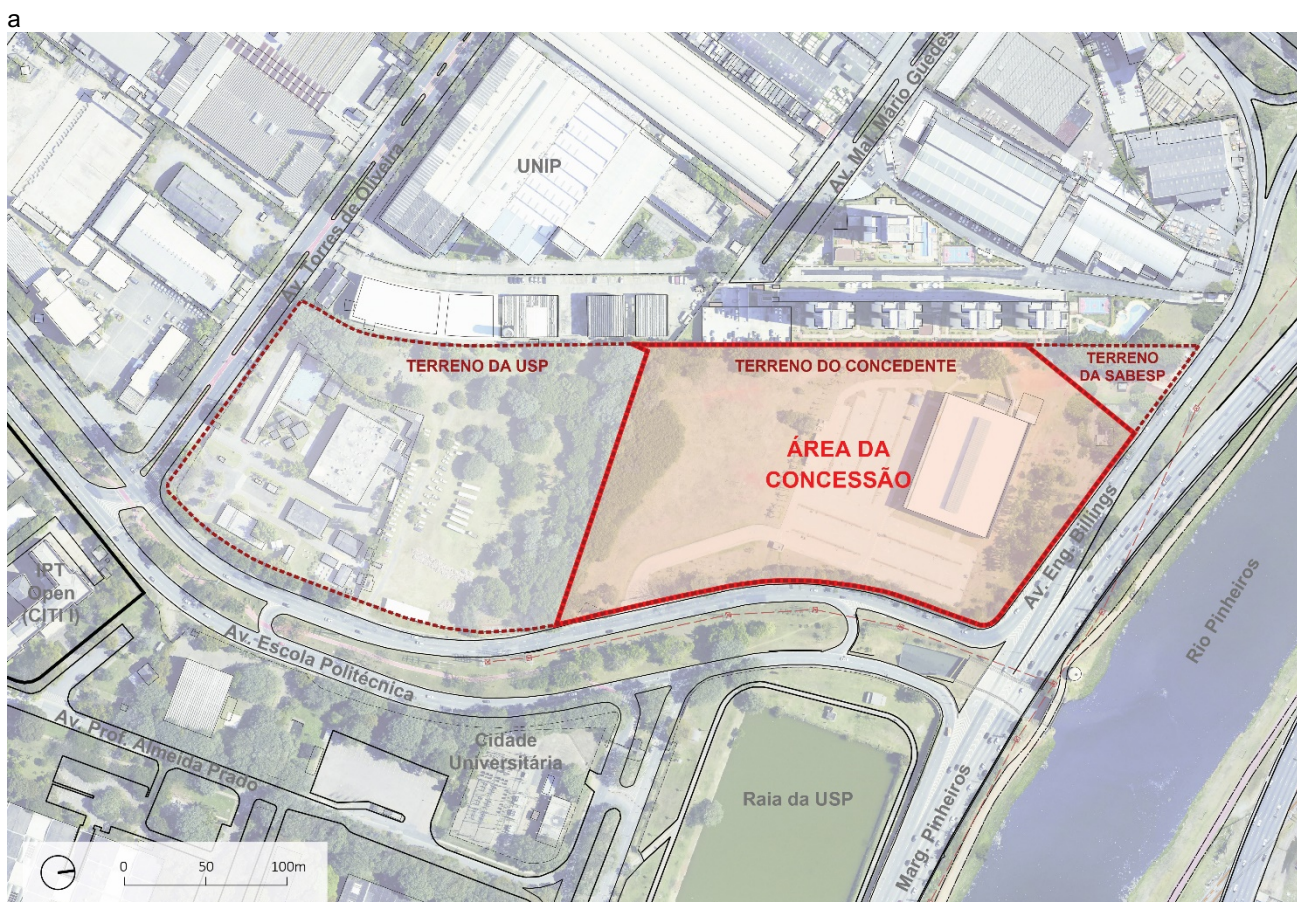 a
Av. Mal. Mário Guedes
UNIP
Av. Torres de Oliveira
TERRENO DA USP
TERRENO DO CONCEDENTE
TERRENO
DA SABESP
ÁREA DA
CONCESSÃO
Av. Eng. Billings
Rio Pinheiros
IPT
Open
(CITI I)
Av. Escola Politécnica
Av. Prof. Almeida Prado
Cidade
Universitária
Raia da USP
Marg. Pinheiros
0 50 100m